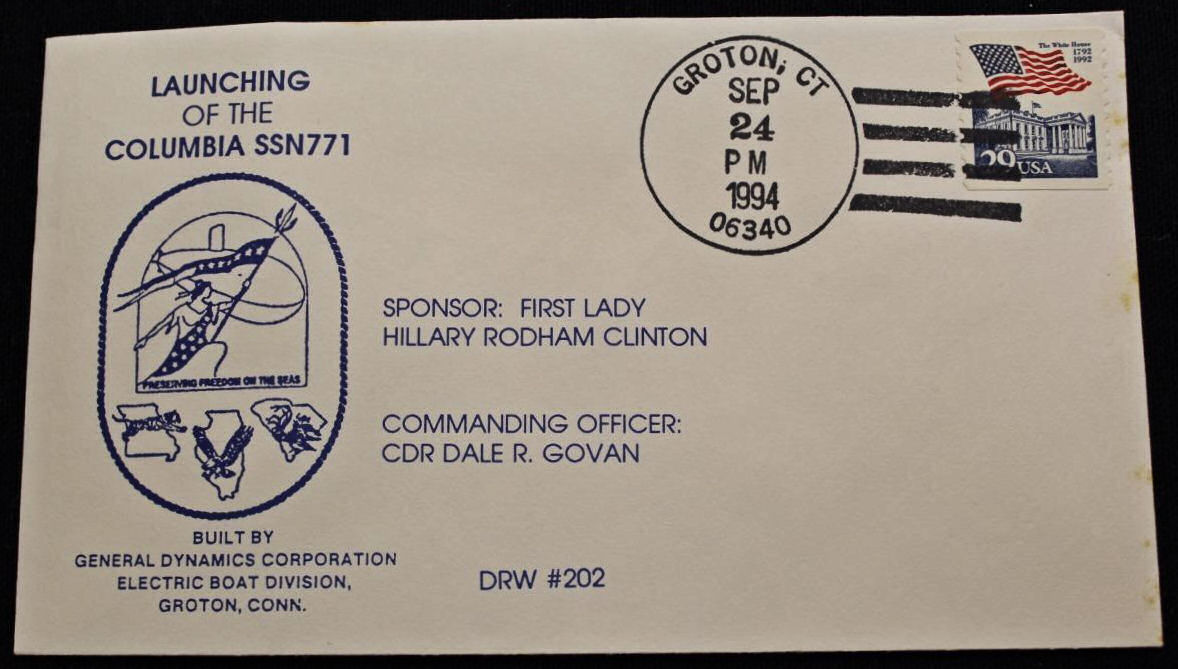 LAUNCHING
OF THE
COLUMBIA SSN771
PRESERVING FREEDOM ON THE SEAS
BUILT BY
GENERAL DYNAMICS CORPORATION
ELECTRIC BOAT DIVISION,
GROTON, CONN.
SPONSOR: FIRST LADY
HILLARY RODHAM CLINTON
COMMANDING OFFICER:
CDR DALE R. GOVAN
DRW #202
GROTON, CT
SEP
24
PM
1994
06340
The White House
1792
1992
29 USA